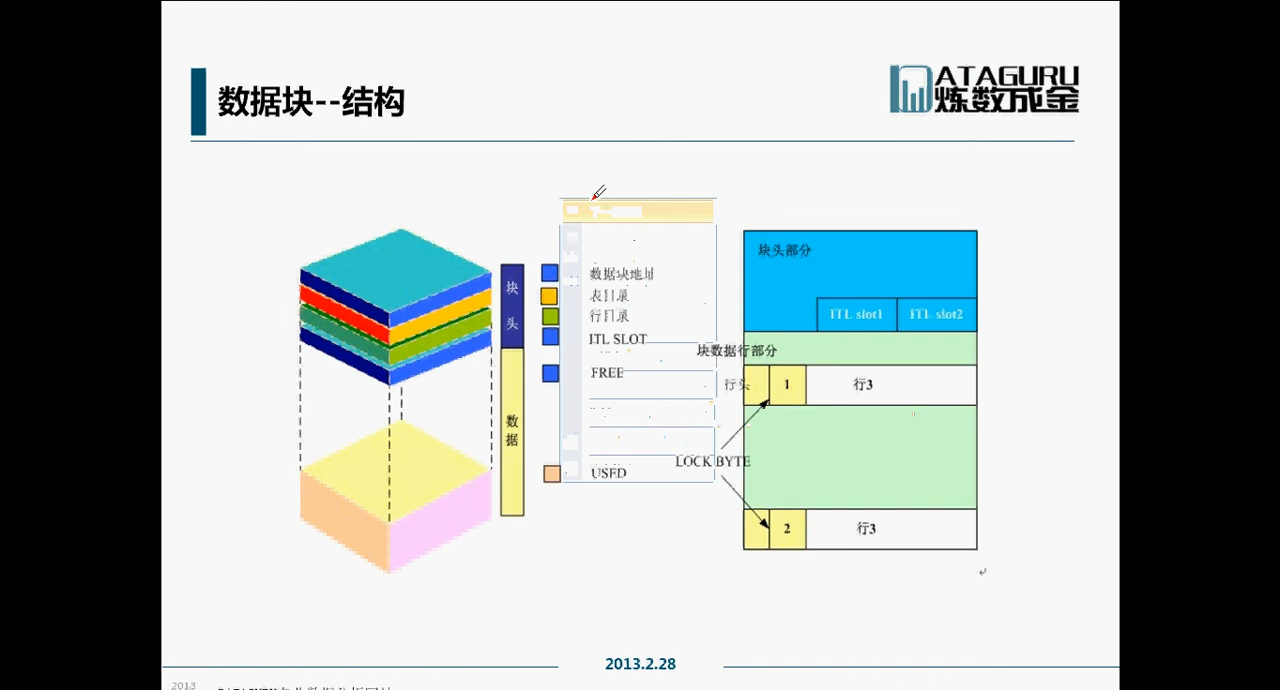 数据块--结构
ATAGURU
炼数成金
块
头
数
据
数据块地址
表目录
行目录
ITL SLOT
FREE
USED
块头部分
ITL slot1
ITL slot2
块数据行部分
行头
1
行3
LOCK BYTE
2
行3
2013.2.28
2013